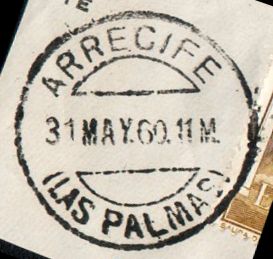 ARRECIFE
31 MAY.60.11 M.
(LAS PALMAS)